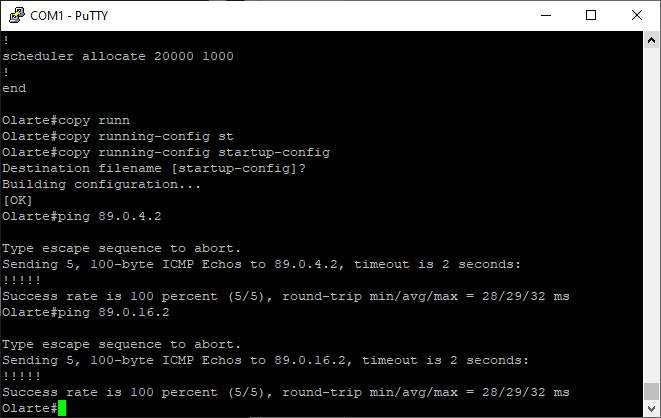 COM1 - PuTTY
!
scheduler allocate 20000 1000
!
end
Olarte#copy runn
Olarte#copy running-config st
Olarte#copy running-config startup-config
Destination filename [startup-config]?
Building configuration...
[OK]
Olarte#ping 89.0.4.2
Type escape sequence to abort.
Sending 5, 100-byte ICMP Echos to 89.0.4.2, timeout is 2 seconds:
!!!!!
Success rate is 100 percent (5/5), round-trip min/avg/max = 28/29/32 ms
Olarte#ping 89.0.16.2
Type escape sequence to abort.
Sending 5, 100-byte ICMP Echos to 89.0.16.2, timeout is 2 seconds:
!!!!!
Success rate is 100 percent (5/5), round-trip min/avg/max = 28/29/32 ms
Olarte#